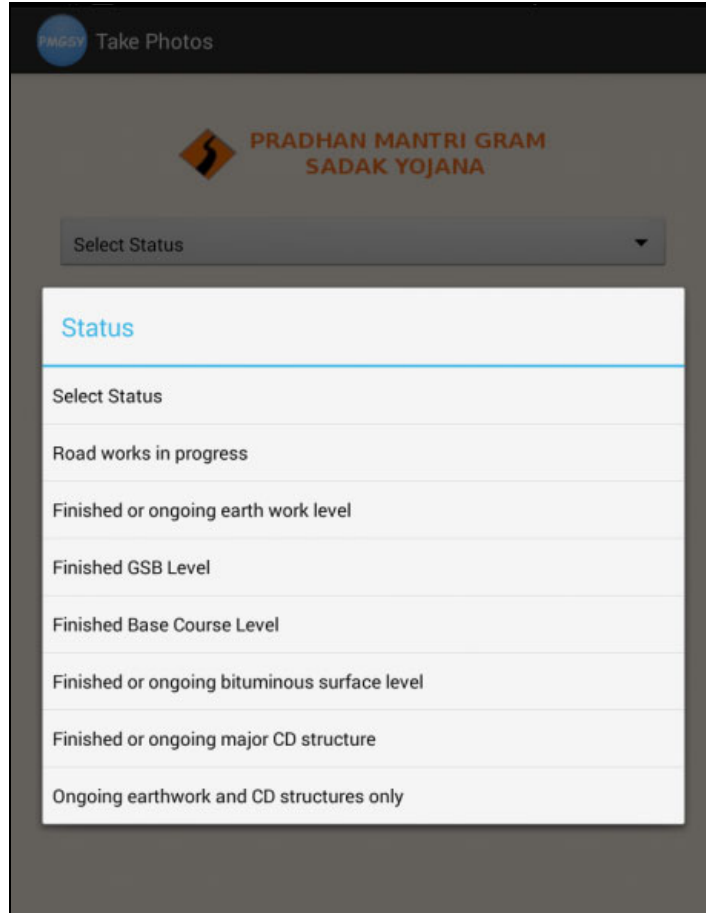 PMGSY Take Photos
PRADHAN MANTRI GRAM
SADAK YOJANA
Select Status
Status
Select Status
Road works in progress
Finished or ongoing earth work level
Finished GSB Level
Finished Base Course Level
Finished or ongoing bituminous surface level
Finished or ongoing major CD structure
Ongoing earthwork and CD structures only